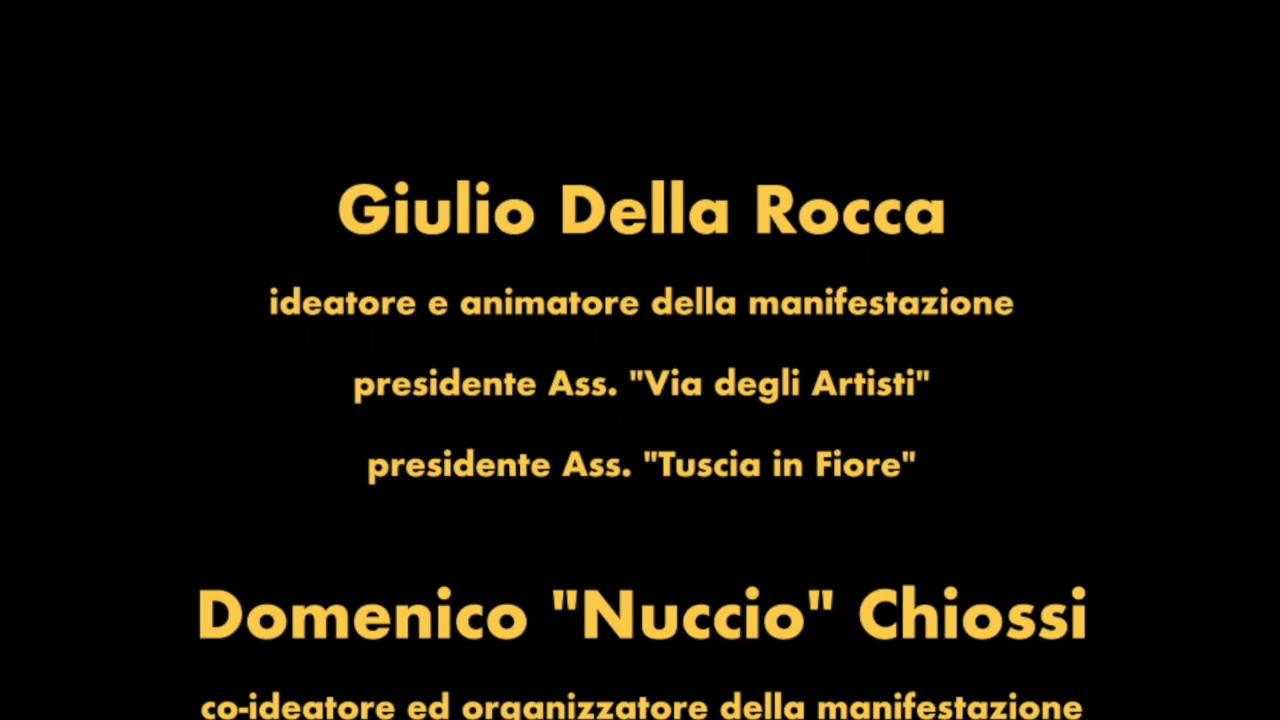 Giulio Della Rocca
ideatore e animatore della manifestazione
presidente Ass. "Via degli Artisti"
presidente Ass. "Tuscia in Fiore"
Domenico "Nuccio" Chiossi
co-ideatore ed organizzatore della manifestazione